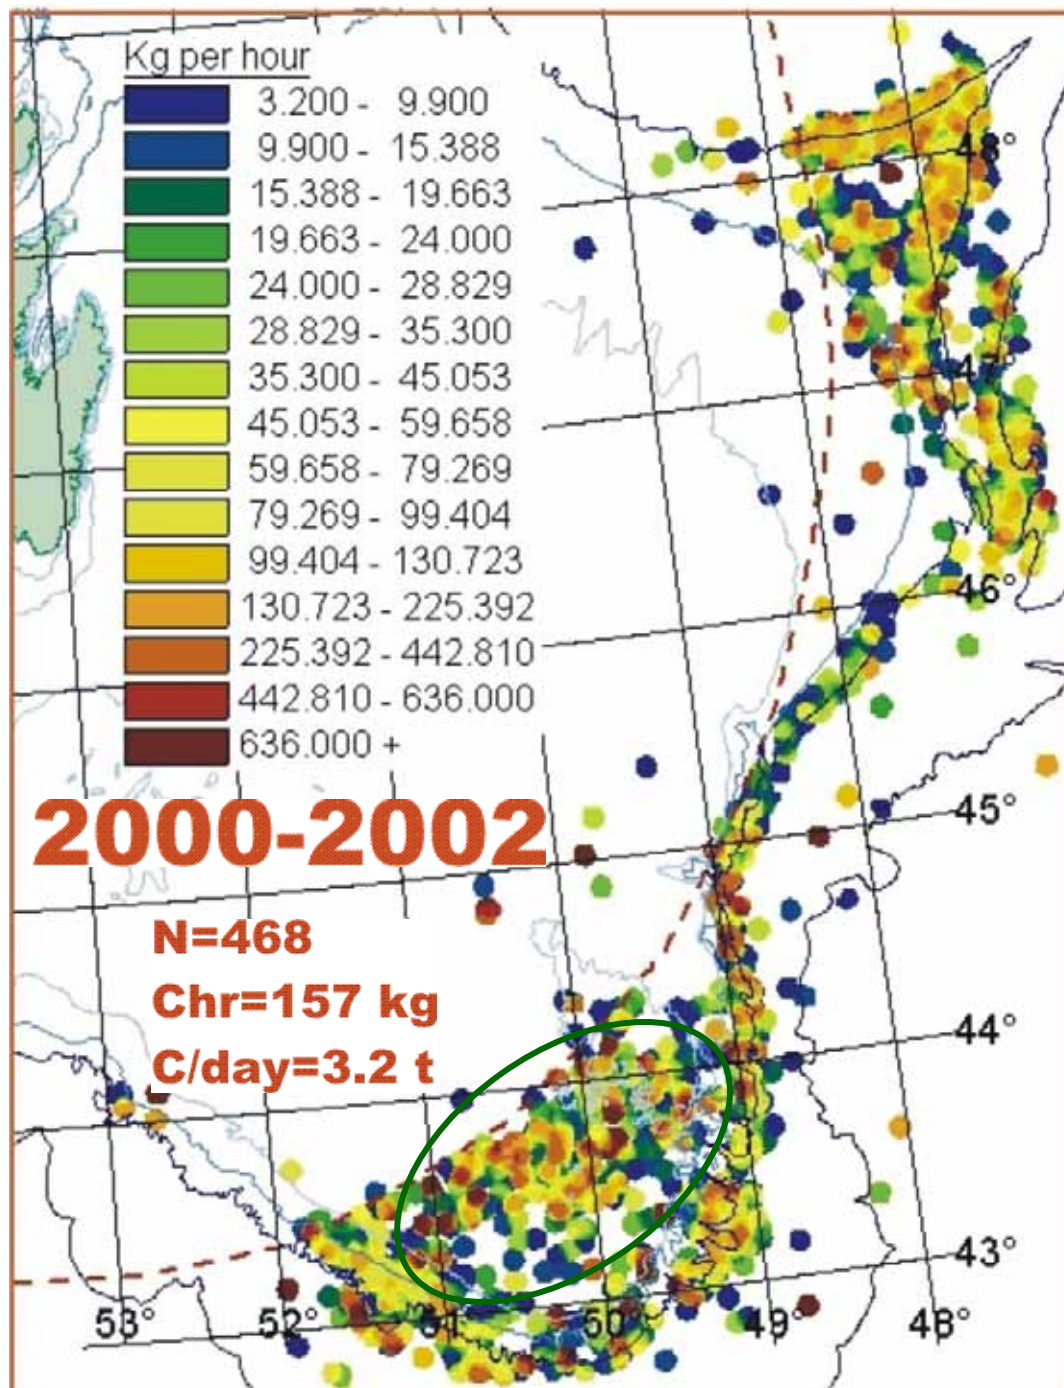 Kg per hour
3.200 - 9.900
9.900 - 15.388
15.388 - 19.663
19.663 - 24.000
24.000 - 28.829
28.829 - 35.300
35.300 - 45.053
45.053 - 59.658
59.658 - 79.269
79.269 - 99.404
99.404 - 130.723
130.723 - 225.392
225.392 - 442.810
442.810 - 636.000
636.000 +
2000-2002
N=468
Chr=157 kg
C/day=3.2 t
48°
47°
46°
45°
44°
43°
53° 52° 51° 50° 49° 48°